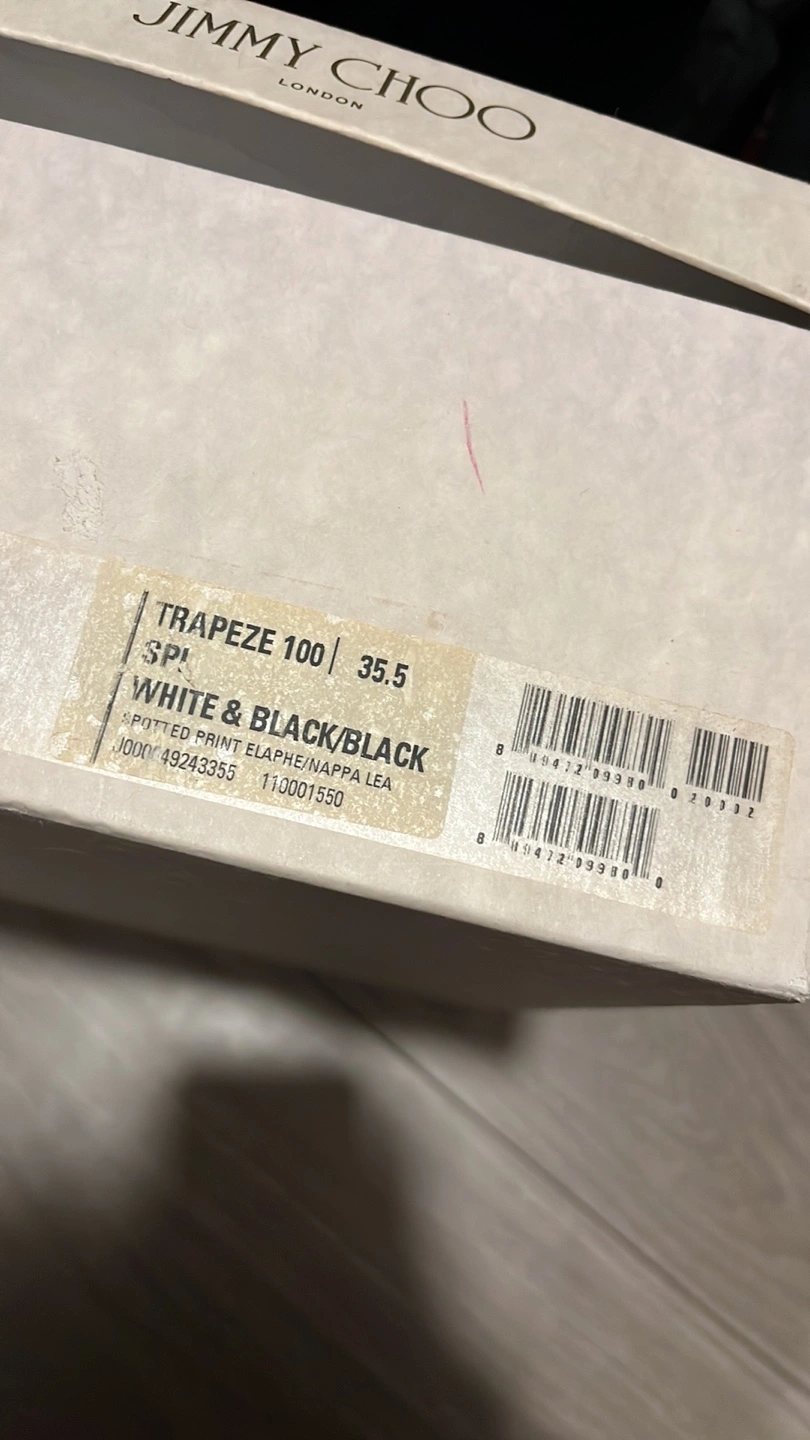 JIMMY CHOO
LONDON
TRAPEZE 100 | 35.5
WHITE & BLACK/BLACK
SPOTTED PRINT ELAPHE/NAPPA LEA
110001550